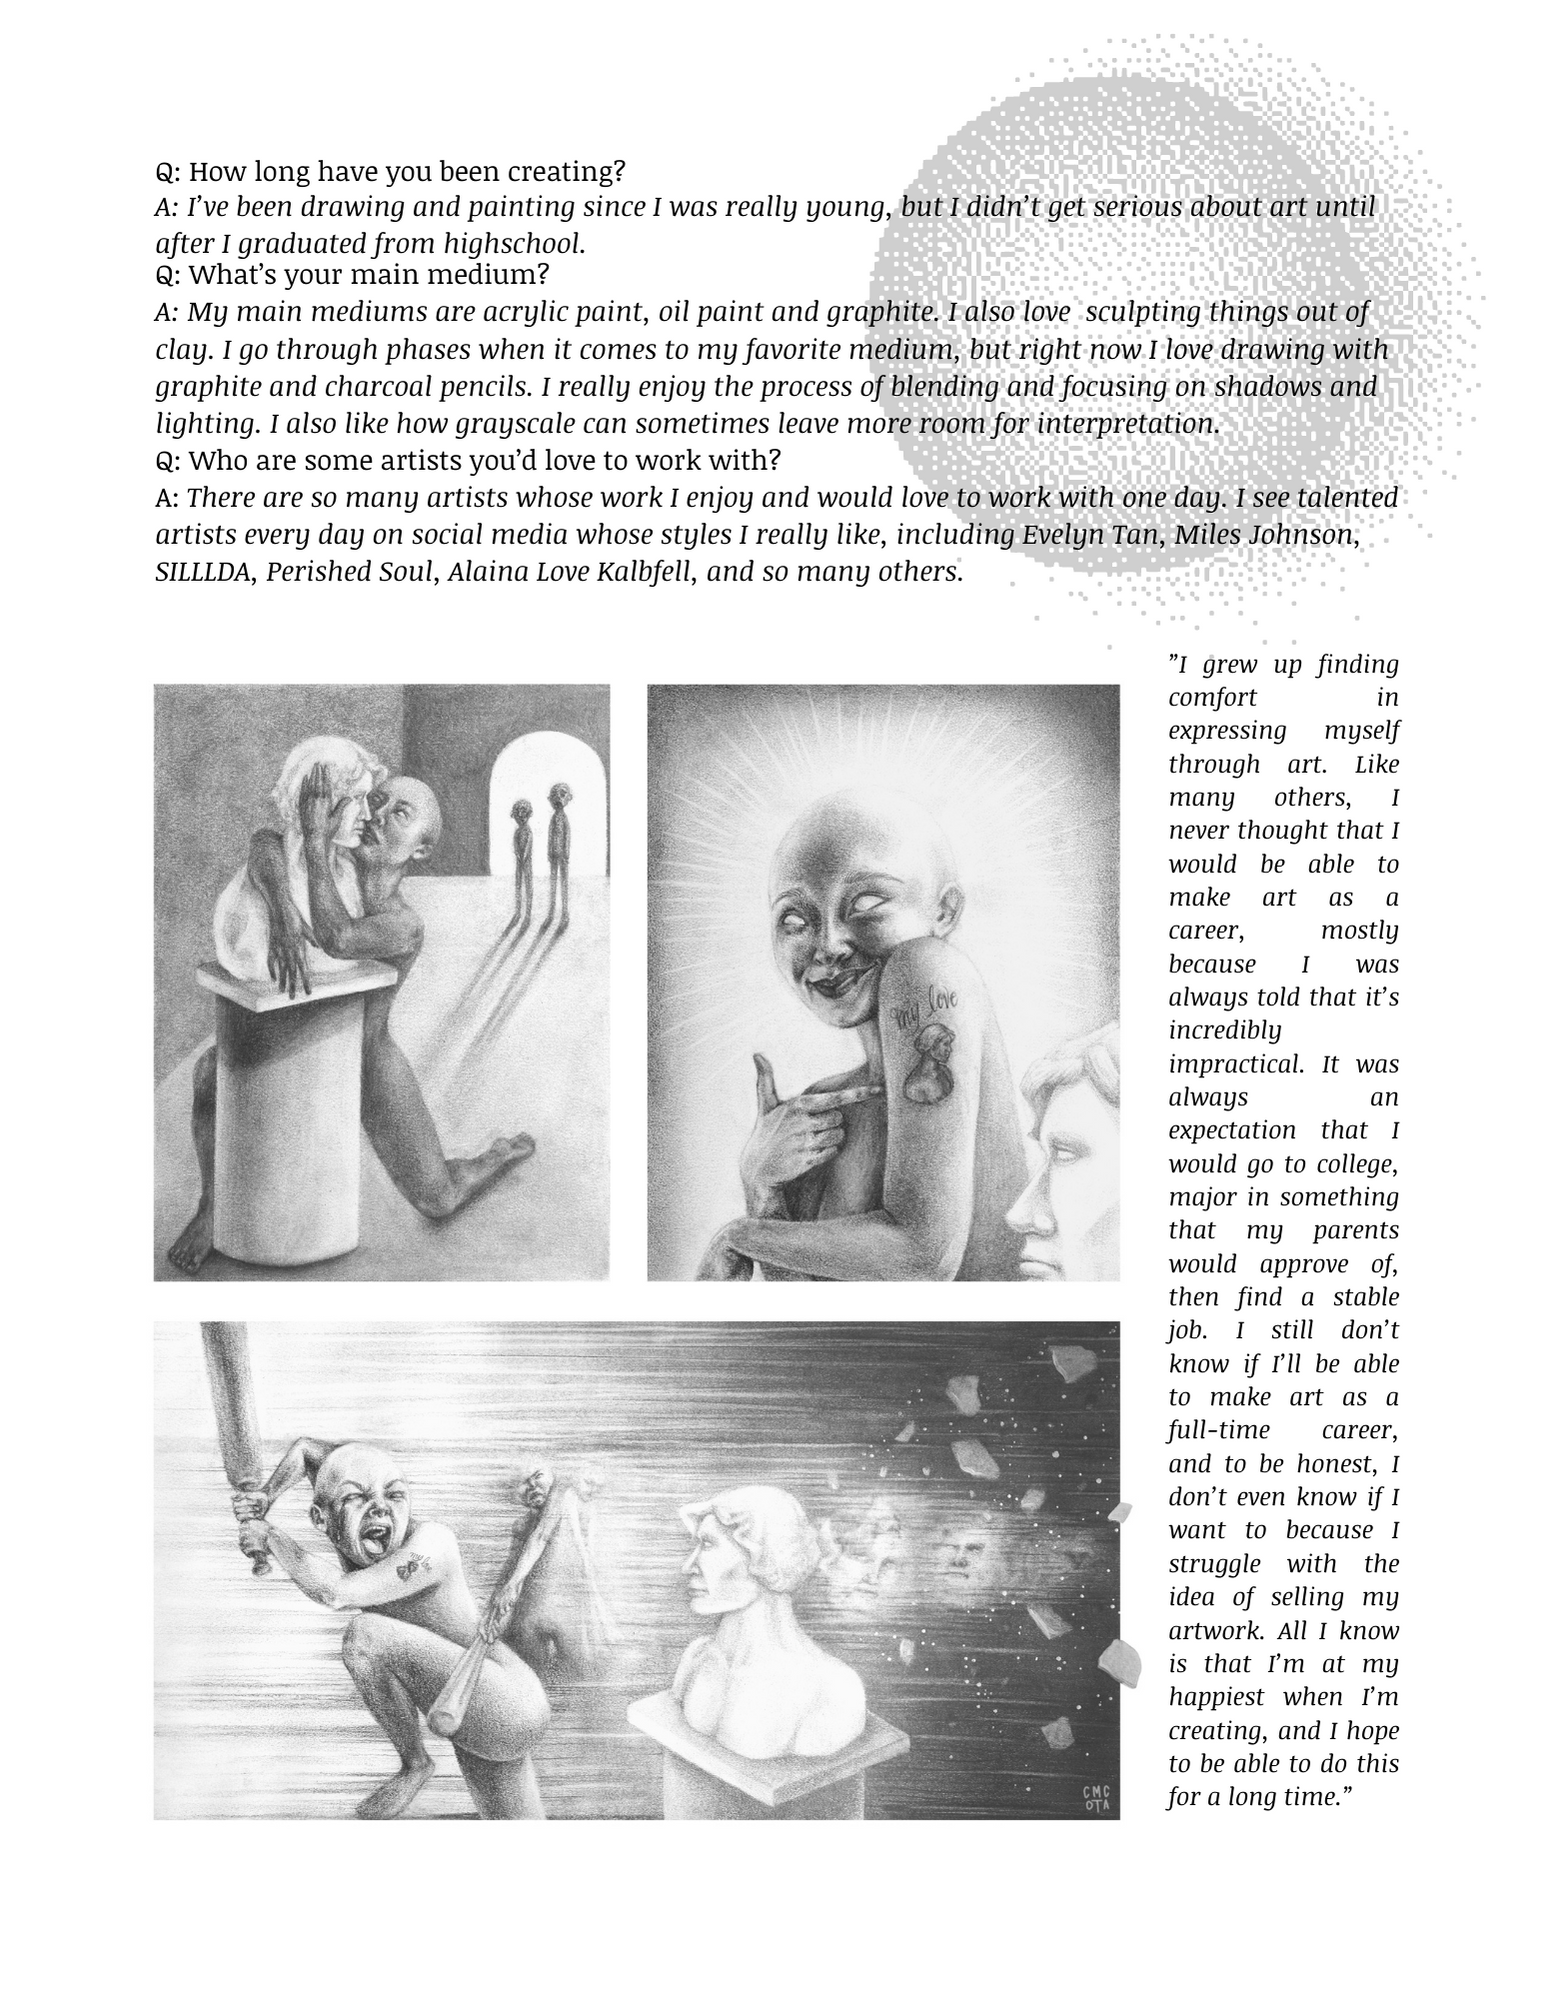 Q: How long have you been creating?
A: I’ve been drawing and painting since I was really young, but I didn’t get serious about art until
after I graduated from highschool.
Q: What’s your main medium?
A: My main mediums are acrylic paint, oil paint and graphite. I also love  sculpting things out of
clay. I go through phases when it comes to my favorite medium, but right now I love drawing with
graphite and charcoal pencils. I really enjoy the process of blending and focusing on shadows and
lighting. I also like how grayscale can sometimes leave more room for interpretation.
Q: Who are some artists you’d love to work with?
A: There are so many artists whose work I enjoy and would love to work with one day. I see talented
artists every day on social media whose styles I really like, including Evelyn Tan, Miles Johnson,
SILLLDA, Perished Soul, Alaina Love Kalbfell, and so many others.
my love
CMC
OTA
”I grew up finding
comfort in
expressing myself
through art. Like
many others, I
never thought that I
would be able to
make art as a
career, mostly
because I was
always told that it’s
incredibly
impractical. It was
always an
expectation that I
would go to college,
major in something
that my parents
would approve of,
then find a stable
job. I still don’t
know if I’ll be able
to make art as a
full-time career,
and to be honest, I
don’t even know if I
want to because I
struggle with the
idea of selling my
artwork. All I know
is that I’m at my
happiest when I’m
creating, and I hope
to be able to do this
for a long time.”